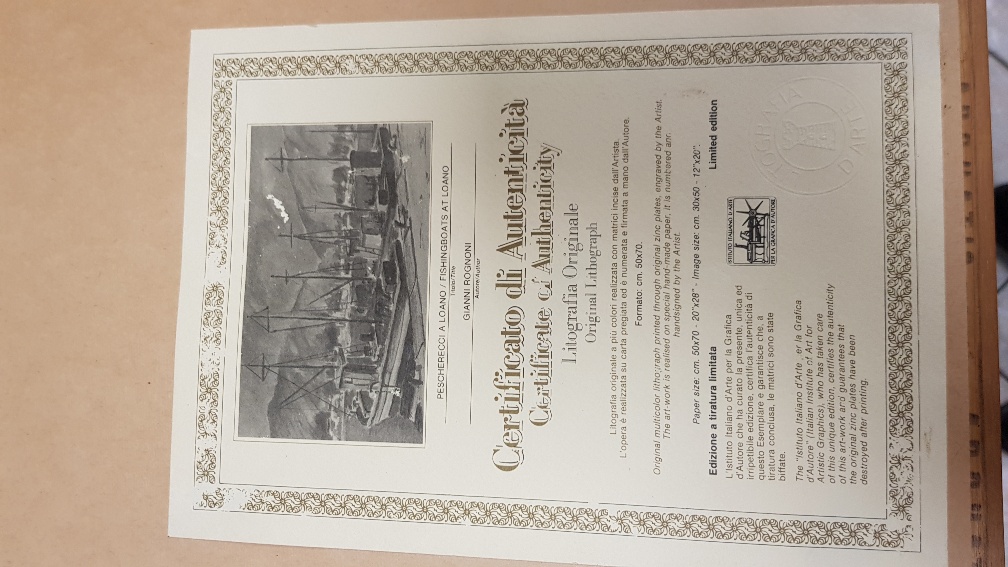 PESCHERECCI A LOANO / FISHINGBOATS AT LOANO
Titolo/Title
GIANNI ROGNONI
Autore/Author
Certificato di Autenticità
Certificate of Authenticity
Litografia Originale
Original Lithograph
Litografia originale a più colori realizzata con matrici incise dall'Artista.
L'opera è realizzata su carta pregiata ed è numerata e firmata a mano dall'Autore.
Formato: cm. 50x70.
Original multicolor lithograph printed through original zinc plates, engraved by the Artist.
The art-work is realised on special hand-made paper, it is numbered and
handsigned by the Artist.
Paper size: cm. 50x70 - 20"x28" - Image size: cm. 30x50 - 12"x20".
Edizione a tiratura limitata
Limited edition
L'Istituto Italiano d'Arte per la Grafica
d'Autore che ha curato la presente, unica ed
irripetibile edizione, certifica l'autenticità di
questo Esemplare e garantisce che, a
tiratura conclusa, le matrici sono state
biffate.
ISTITUTO ITALIANO D'ARTE
PER LA GRAFICA D'AUTORE
The "Istituto Italiano d'Arte per la Grafica
d'Autore" (Italian Institute of Art for
Artistic Graphics), who has taken care
of this unique edition, certifies the autenticity
of this art-work and guarantees that
the original zinc plates have been
destroyed after printing.